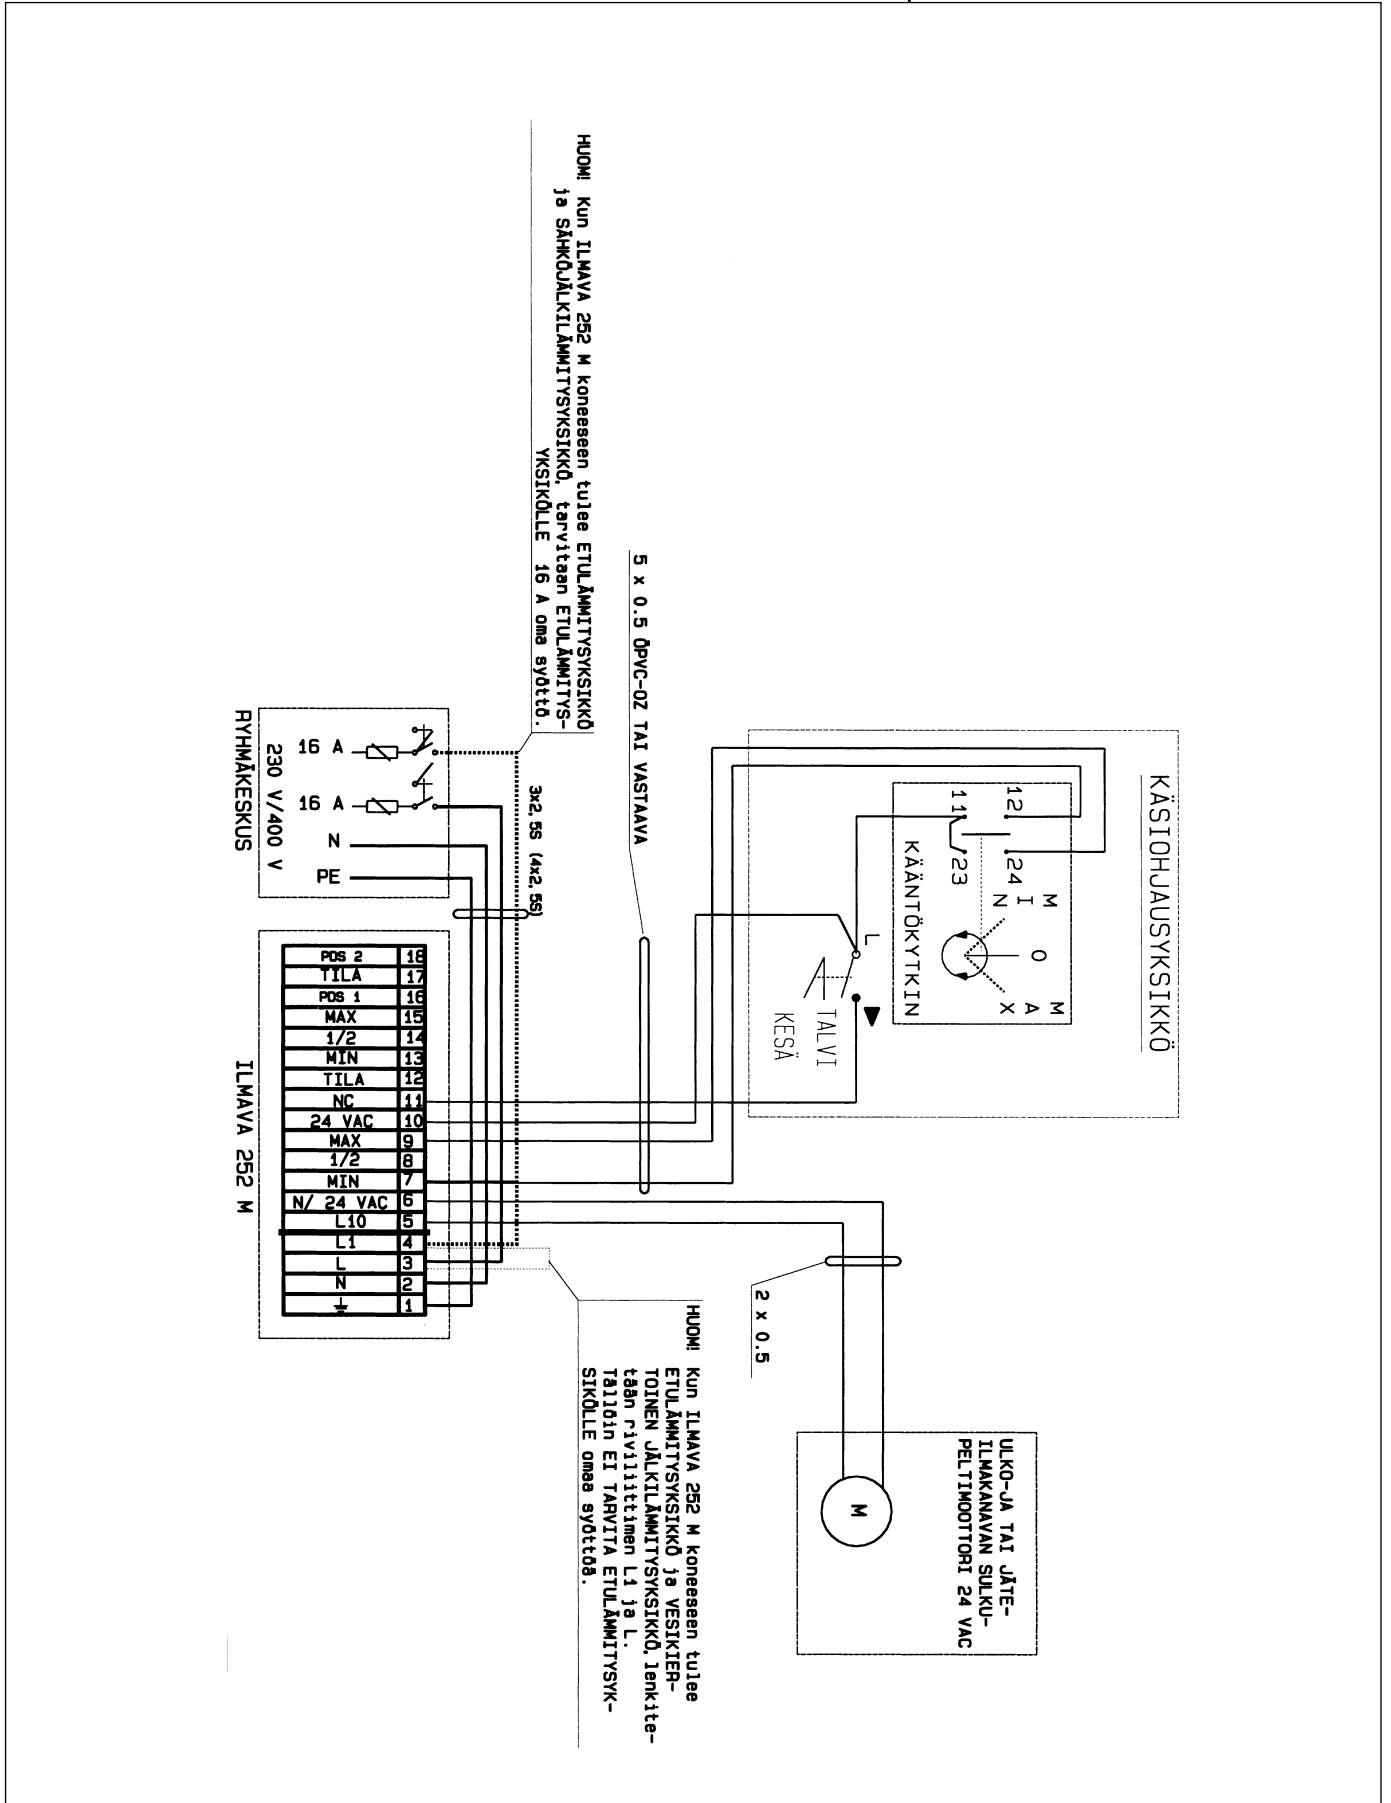 KÄSIOHJAUSYKSIKKÖ
12
24
11
23
MIN
O
MAX
KÄÄNTÖKYTKIN
L
TALVI
KESÄ
ULKO-JA TAI JÄTE-
ILMAKANAVAN SULKU-
PELTIMOOTTORI 24 VAC
M
2 x 0.5
5 x 0.5 ÖPVC-OZ TAI VASTAAVA
HUOM! Kun ILMAVA 252 M koneeseen tulee ETULÄMMITYSYKSIKKÖ
ja SÄHKÖJÄLKILÄMMITYSYKSIKKÖ, tarvitaan ETULÄMMITYS-
YKSIKÖLLE 16 A oma syöttö.
HUOM! Kun ILMAVA 252 M koneeseen tulee
ETULÄMMITYSYKSIKKÖ ja VESIKIER-
TOINEN JÄLKILÄMMITYSYKSIKKÖ, lenkite-
tään riviliittimen L1 ja L.
Tällöin EI TARVITA ETULÄMMITYSYK-
SIKÖLLE omaa syöttöä.
3x2,5S (4x2,5S)
16 A
16 A
N
PE
230 V/400 V
RYHMÄKESKUS
PDS 2 18
TILA 17
PDS 1 16
MAX 15
1/2 14
MIN 13
TILA 12
NC 11
24 VAC 10
MAX 9
1/2 8
MIN 7
N/ 24 VAC 6
L10 5
L1 4
L 3
N 2
1
ILMAVA 252 M